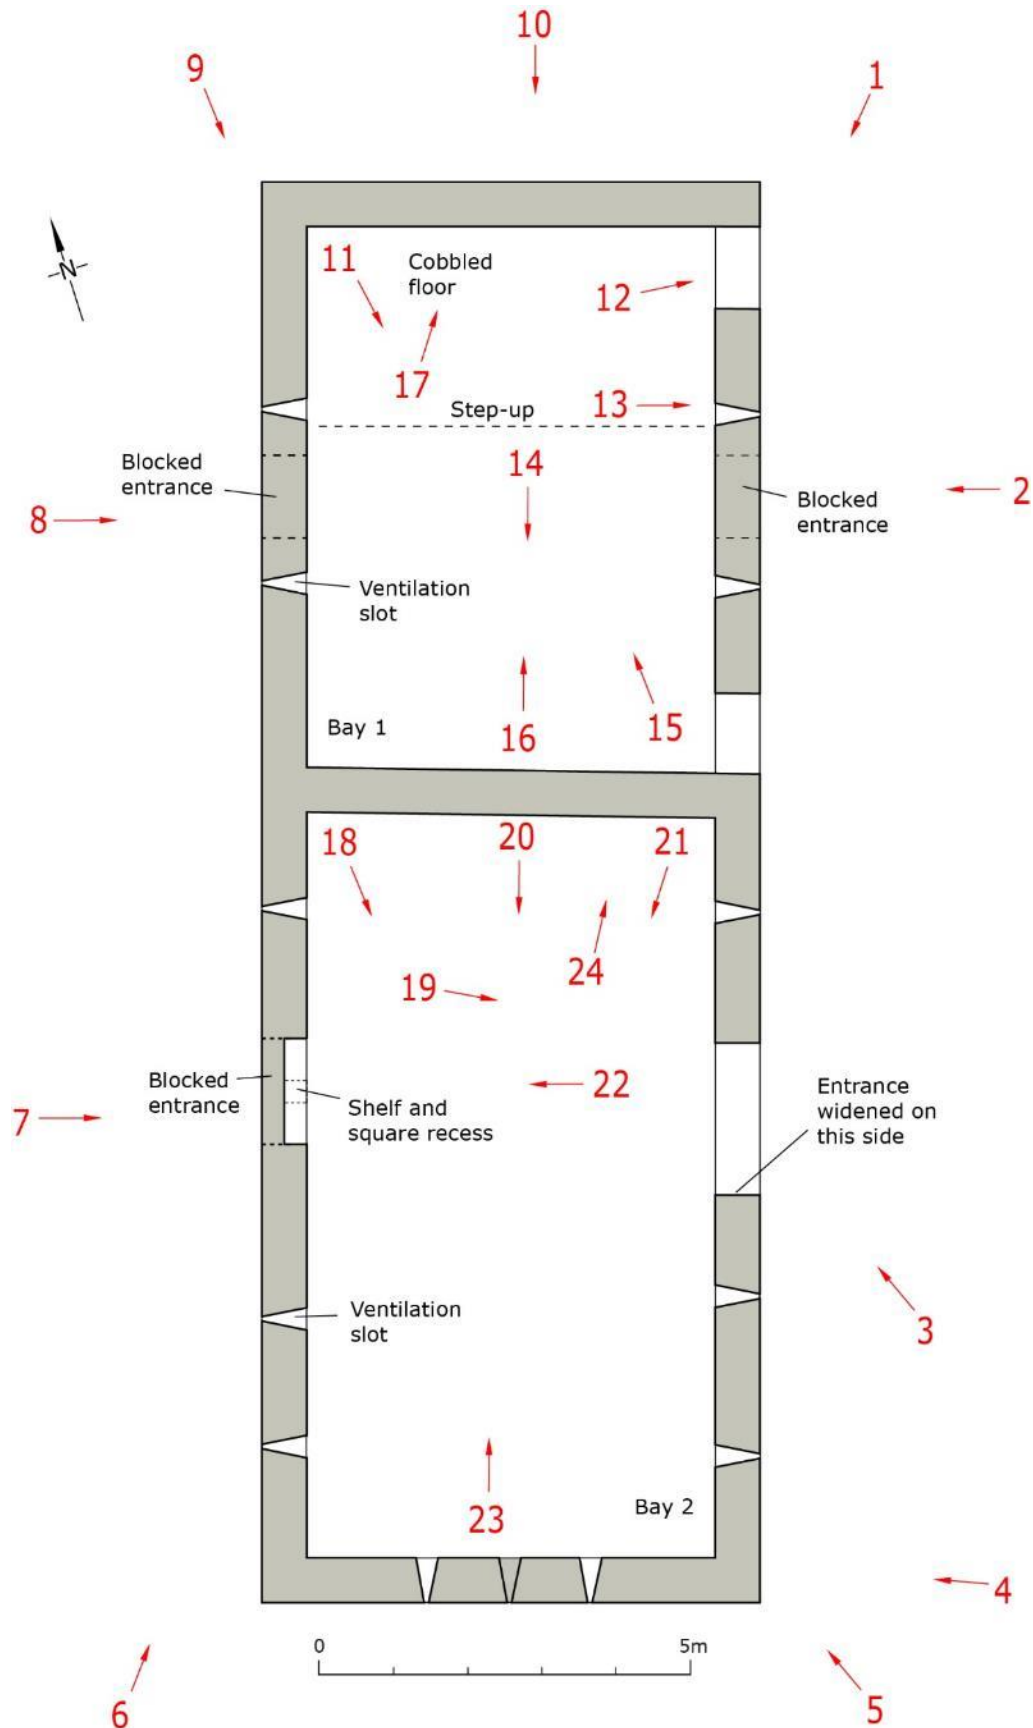 10
9
1
N
11
Cobbled
floor
12
17
Step-up
13
Blocked
entrance
14
2
Blocked
entrance
8
Ventilation
slot
Bay 1
16
15
18
20
21
24
19
Blocked
entrance
22
Entrance
widened on
this side
7
Shelf and
square recess
Ventilation
slot
3
Bay 2
23
4
0
5m
6
5